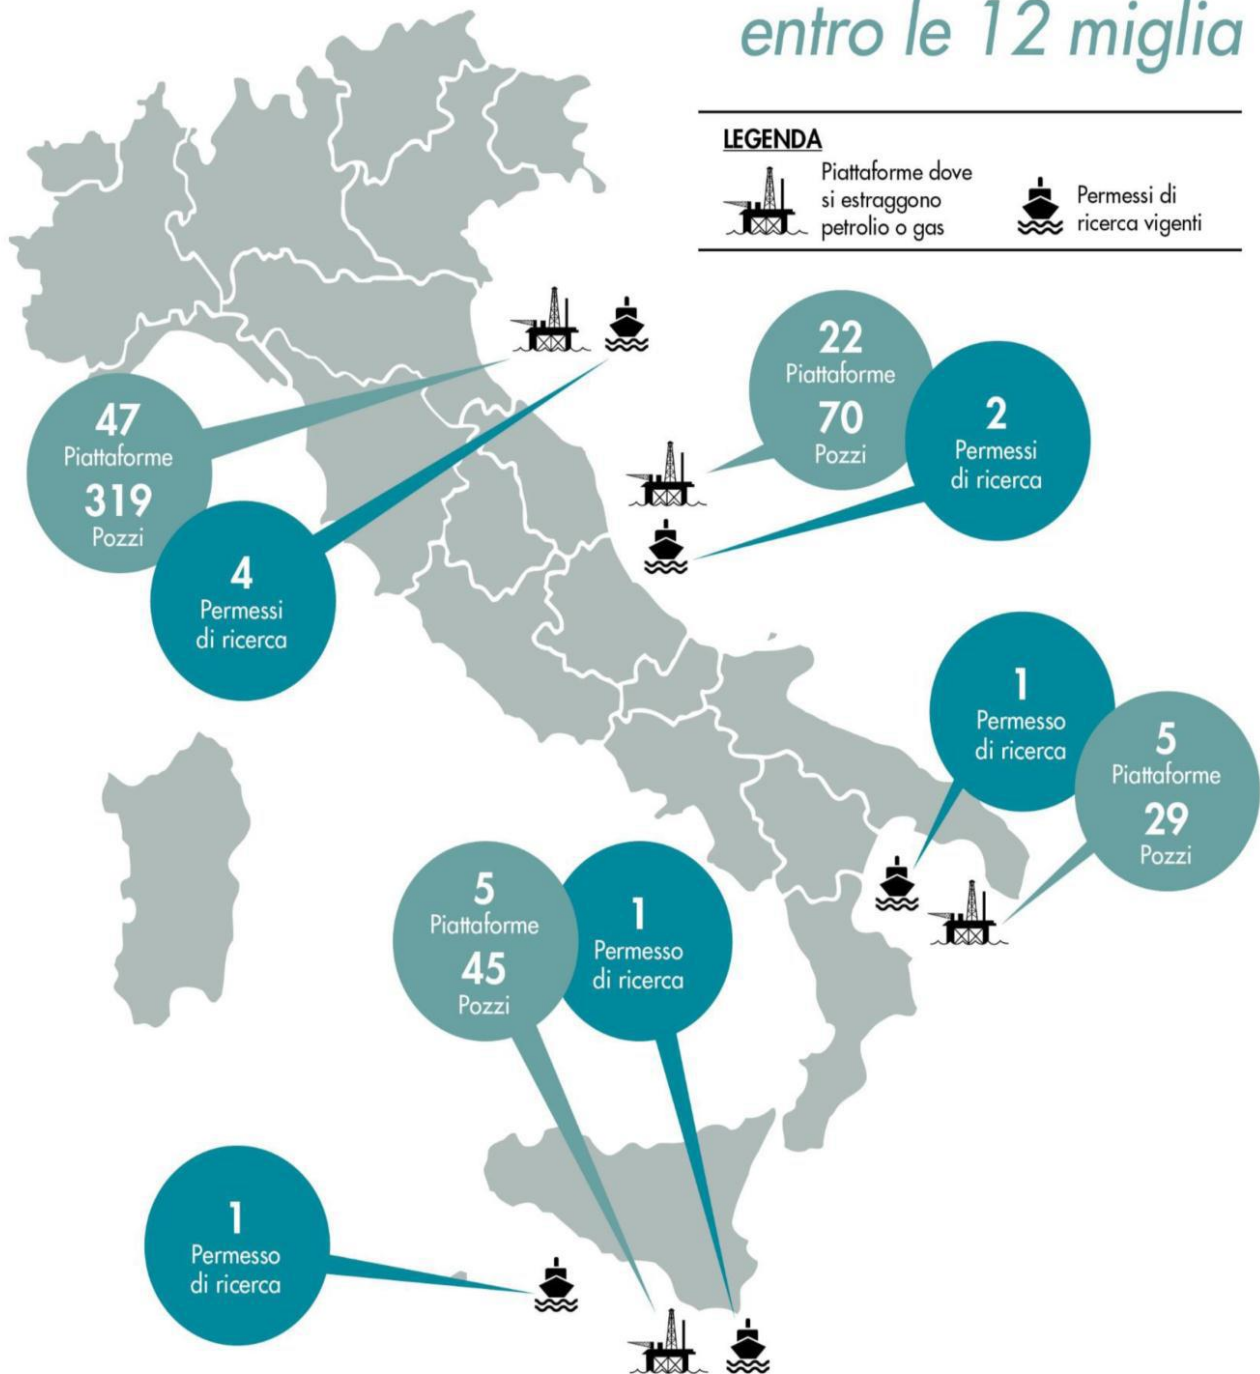 entro le 12 miglia
LEGENDA
Piattaforme dove
si estraggono
petrolio o gas
Permessi di
ricerca vigenti
22
Piattaforme
70
Pozzi
2
Permessi
di ricerca
47
Piattaforme
319
Pozzi
4
Permessi
di ricerca
1
Permesso
di ricerca
5
Piattaforme
29
Pozzi
5
Piattaforme
45
Pozzi
1
Permesso
di ricerca
1
Permesso
di ricerca